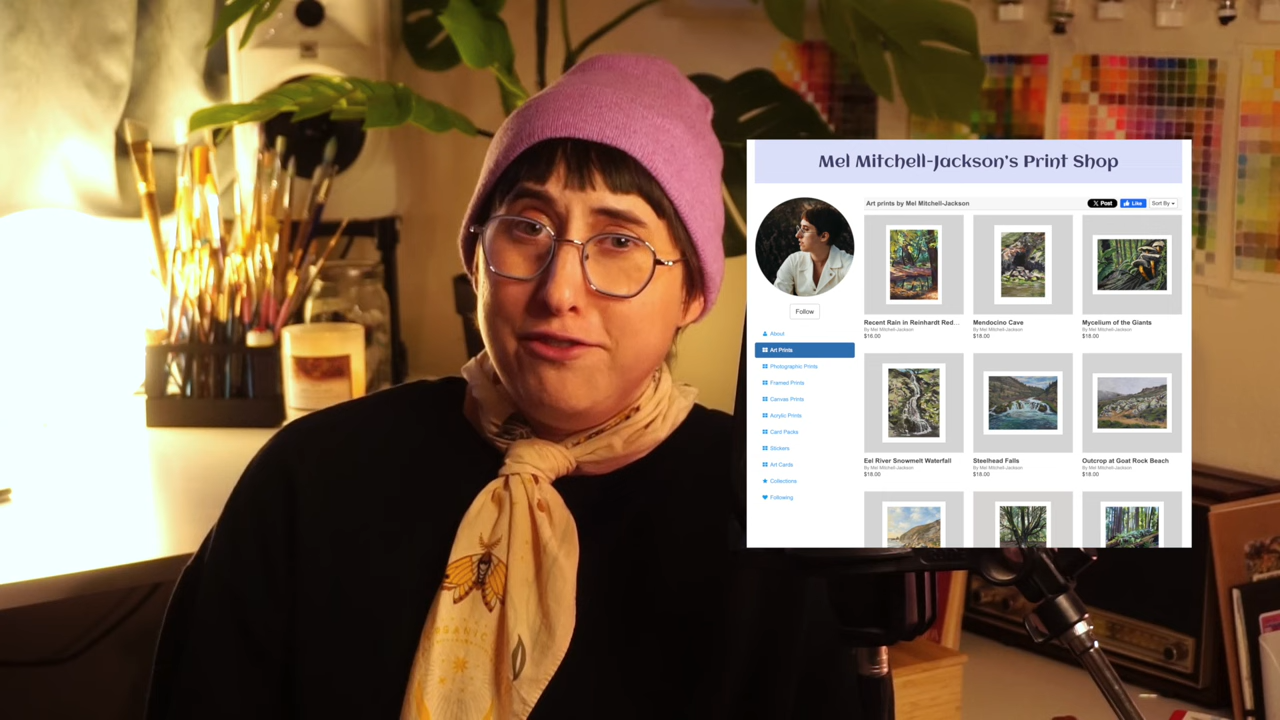 Mel Mitchell-Jackson's Print Shop
Art prints by Mel Mitchell-Jackson
X Post
Like
Sort By
Follow
About
Art Prints
Photographic Prints
Framed Prints
Canvas Prints
Acrylic Prints
Card Packs
Stickers
Art Cards
Collections
Following
Recent Rain in Reinhardt Red...
By Mel Mitchell-Jackson
$16.00
Mendocino Cave
By Mel Mitchell-Jackson
$18.00
Mycelium of the Giants
By Mel Mitchell-Jackson
$18.00
Eel River Snowmelt Waterfall
By Mel Mitchell-Jackson
$18.00
Steelhead Falls
By Mel Mitchell-Jackson
$18.00
Outcrop at Goat Rock Beach
By Mel Mitchell-Jackson
$18.00
ORGANIC